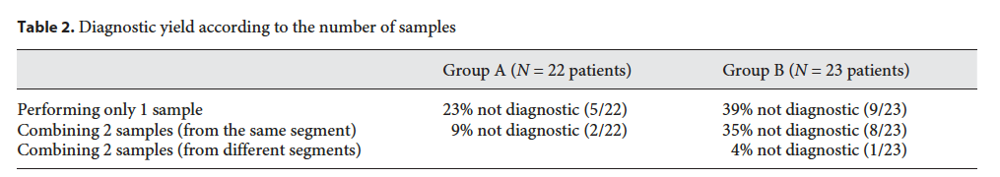 Table 2. Diagnostic yield according to the number of samples
Group A (N = 22 patients) Group B (N = 23 patients)
Performing only 1 sample 23% not diagnostic (5/22) 39% not diagnostic (9/23)
Combining 2 samples (from the same segment) 9% not diagnostic (2/22) 35% not diagnostic (8/23)
Combining 2 samples (from different segments) 4% not diagnostic (1/23)